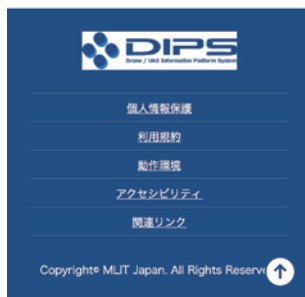 DIPS
Drone / UAS Information Platform System
個人情報保護
利用規約
動作環境
アクセシビリティ
関連リンク
Copyright© MLIT Japan. All Rights Reserve